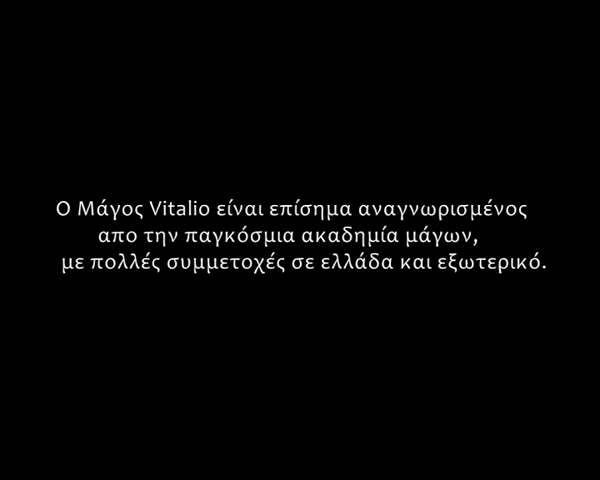 Ο Μάγος Vitalio είναι επίσημα αναγνωρισμένος
απο την παγκόσμια ακαδημία μάγων,
με πολλές συμμετοχές σε ελλάδα και εξωτερικό.